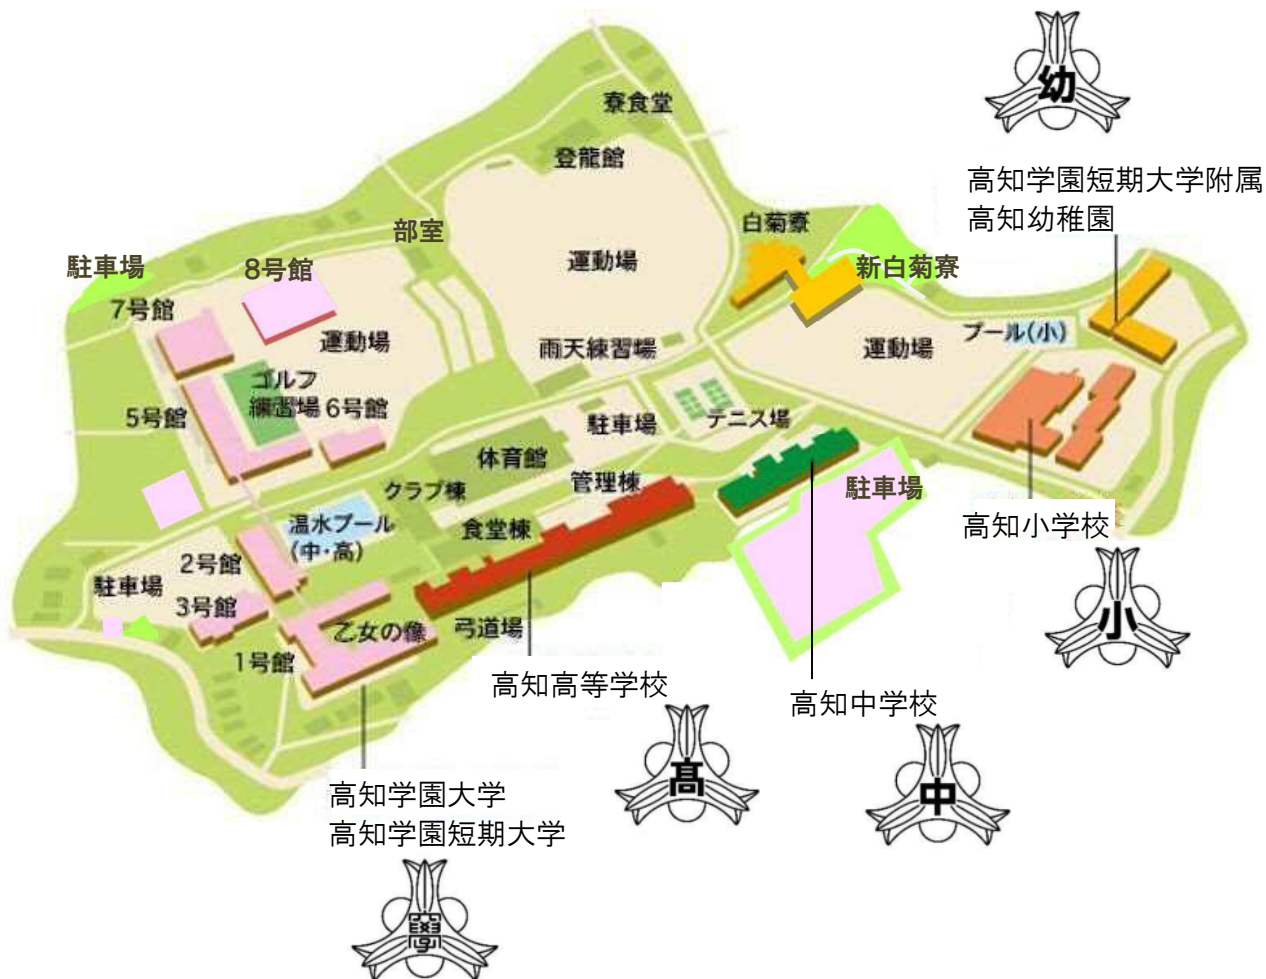 幼
寮食堂
登龍館
高知学園短期大学附属
高知幼稚園
白菊寮
部室
運動場
駐車場
8号館
新白菊寮
7号館
運動場
雨天練習場
運動場
プール(小)
ゴルフ
練習場
6号館
5号館
駐車場
テニス場
体育館
管理棟
クラブ棟
駐車場
温水プール
(中・高)
食堂棟
高知小学校
2号館
駐車場
3号館
小
乙女の像
弓道場
1号館
高知高等学校
高知中学校
髙
中
高知学園大学
高知学園短期大学
學